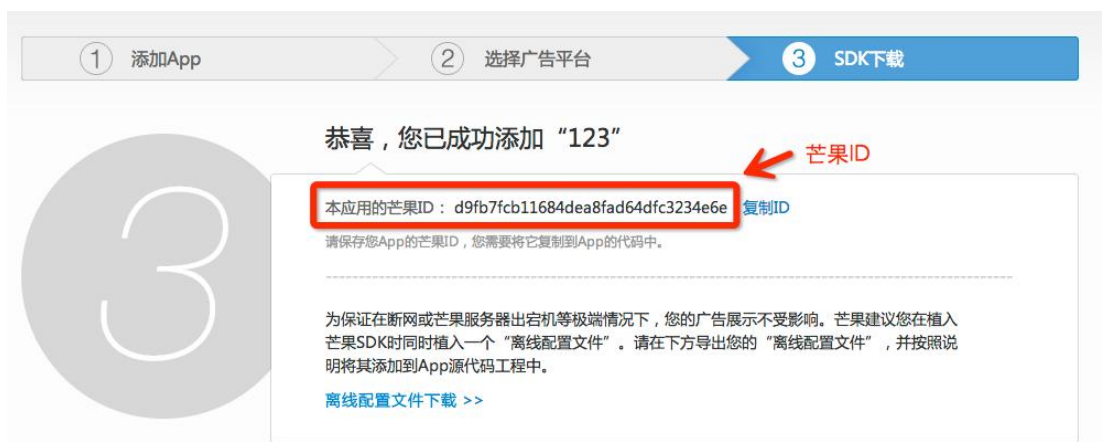 1 添加App
2 选择广告平台
3 SDK下载
3
恭喜，您已成功添加“123”
芒果ID
本应用的芒果ID： d9fb7fcb11684dea8fad64dfc3234e6e 复制ID
请保存您App的芒果ID，您需要将它复制到App的代码中。
为保证在断网或芒果服务器出宕机等极端情况下，您的广告展示不受影响。芒果建议您在植入
芒果SDK时同时植入一个“离线配置文件”。请在下方导出您的“离线配置文件”，并按照说
明将其添加到App源代码工程中。
离线配置文件下载 >>